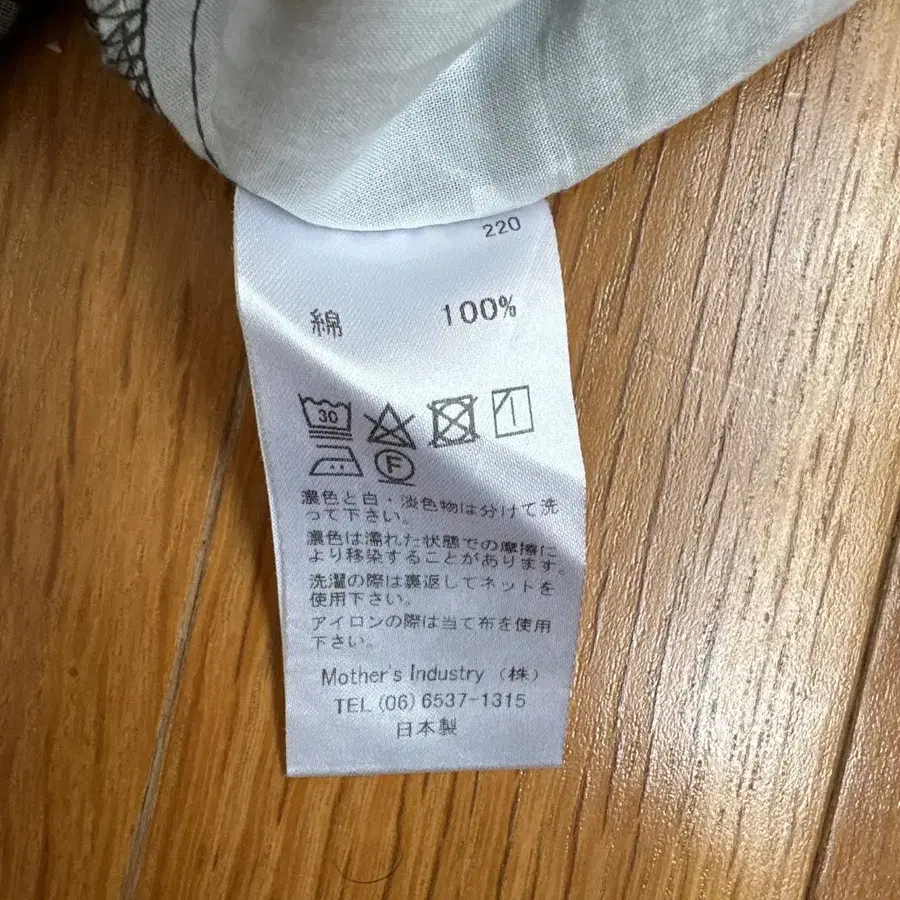 220
綿 100%
30
F
濃色と白・淡色物は分けて洗
って下さい。
濃色は濡れた状態での摩擦に
より移染することがあります。
洗濯の際は裏返してネットを
使用下さい。
アイロンの際は当て布を使用
下さい。
Mother's Industry (株)
TEL (06) 6537-1315
日本製